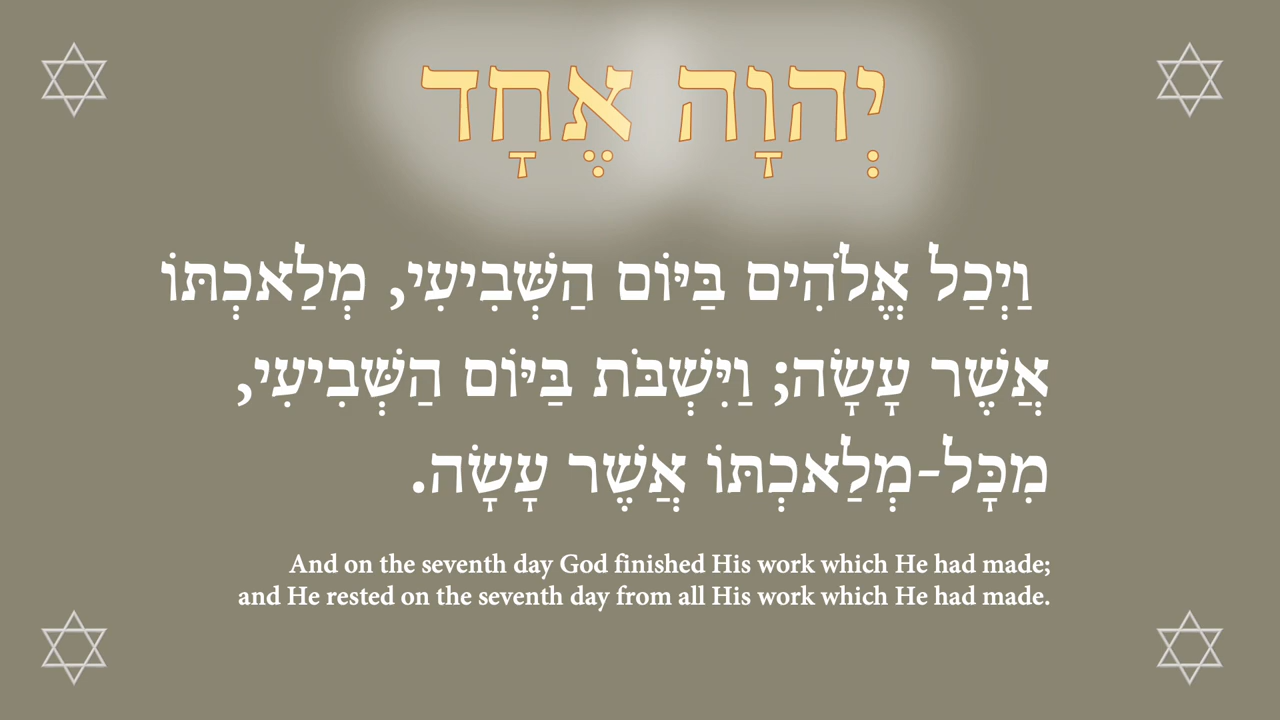 יְהוָה אֶחָד
וַיְכַל אֱלֹהִים בַּיּוֹם הַשְּׁבִיעִי, מְלַאכְתּוֹ
אֲשֶׁר עָשָׂה; וַיִּשְׁבֹּת בַּיּוֹם הַשְּׁבִיעִי,
מִכָּל-מְלַאכְתּוֹ אֲשֶׁר עָשָׂה.
And on the seventh day God finished His work which He had made;
and He rested on the seventh day from all His work which He had made.